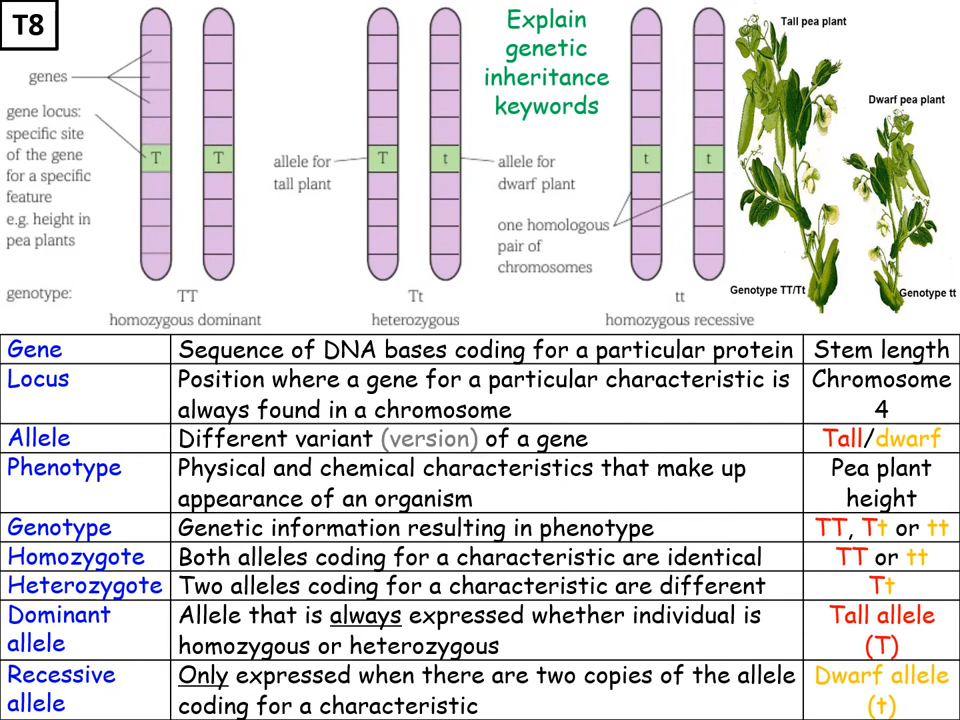 T8
Explain
genetic
inheritance
keywords
genes
gene locus:
specific site
of the gene
for a specific
feature
e.g. height in
pea plants
T
T
allele for
tall plant
T
t
allele for
dwarf plant
one homologous
pair of
chromosomes
t
t
Tall pea plant
Dwarf pea plant
Genotype TT/Tt
Genotype tt
genotype:
TT
homozygous dominant
Tt
heterozygous
tt
homozygous recessive
Gene
Sequence of DNA bases coding for a particular protein
Stem length
Locus
Position where a gene for a particular characteristic is
always found in a chromosome
Chromosome
4
Allele
Different variant (version) of a gene
Tall/dwarf
Phenotype
Physical and chemical characteristics that make up
appearance of an organism
Pea plant
height
Genotype
Genetic information resulting in phenotype
TT, Tt or tt
Homozygote
Both alleles coding for a characteristic are identical
TT or tt
Heterozygote
Two alleles coding for a characteristic are different
Tt
Dominant
allele
Allele that is always expressed whether individual is
homozygous or heterozygous
Tall allele
(T)
Recessive
allele
Only expressed when there are two copies of the allele
coding for a characteristic
Dwarf allele
(t)